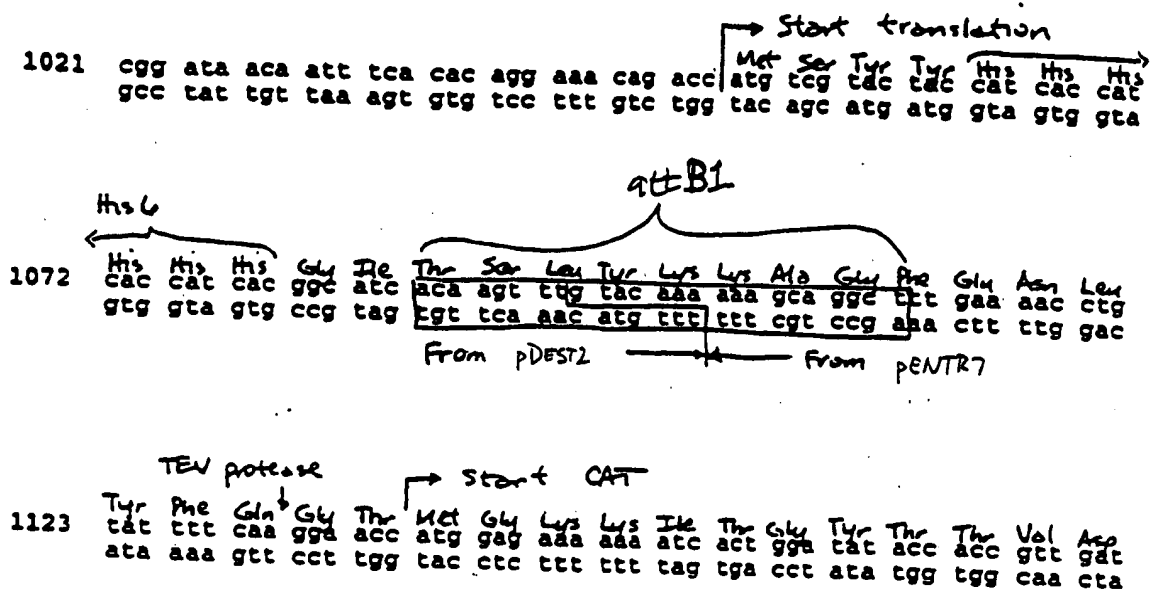 Start translation
Met Ser Tyr Tyr His His His
1021 cgg ata aca att tca cac agg aaa cag acc atg tcg tac tac cat cac cat
gcc tat tgt taa agt gtg tcc ttt gtc tgg tac agc atg atg gta gtg gta
attB1
His6
His His His Gly Ile Thr Ser Leu Tyr Lys Lys Ala Gly Phe Glu Asn Leu
1072 cac cat cac ggc atc aca agt ttg tac aaa aaa gca ggc ttt gaa aac ctg
gtg gta gtg ccg tag tgt tca aac atg ttt ttt cgt ccg aaa ctt ttg gac
From pDEST2 From pENTR7
TEV protease Start CAT
Tyr Phe Gln Gly Thr Met Gly Lys Lys Ile Thr Gly Tyr Thr Thr Val Asp
1123 tat ttt caa gga acc atg gag aaa aaa atc act gga tat acc acc gtt gat
ata aaa gtt cct tgg tac ctc ttt ttt tag tga cct ata tgg tgg caa cta